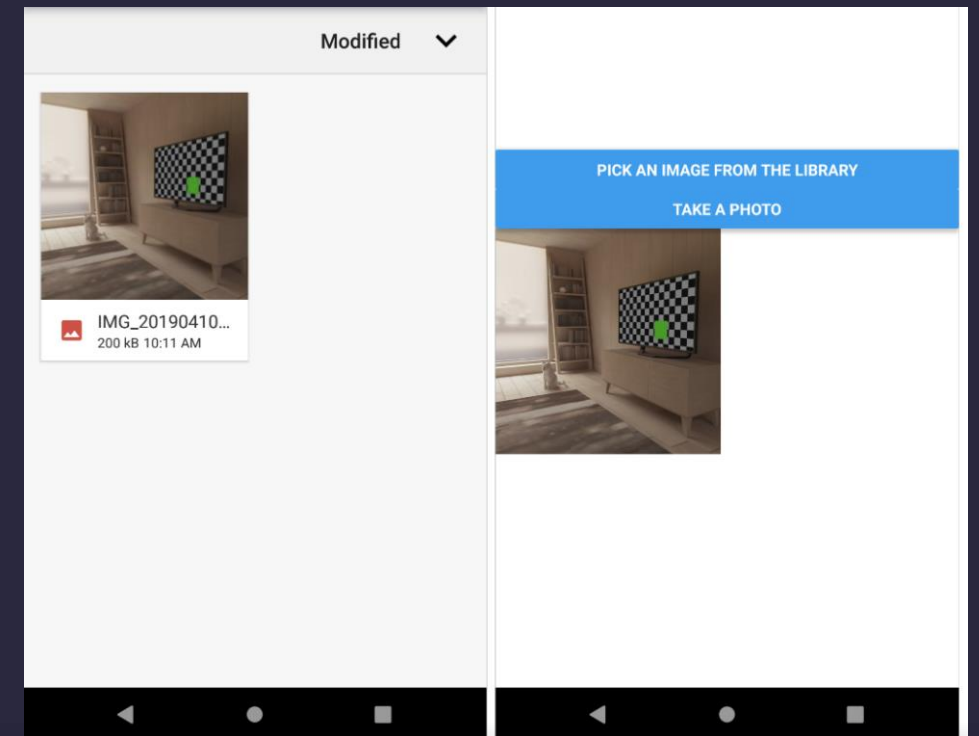 Modified
IMG_20190410...
200 kB 10:11 AM
PICK AN IMAGE FROM THE LIBRARY
TAKE A PHOTO